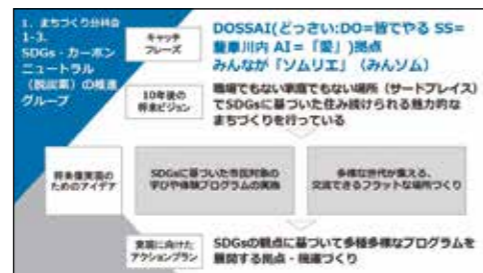 1. まちづくり分科会
1-3.
SDGs・カーボン
ニュートラル
(脱炭素)の推進
グループ
キャッチ
フレーズ
DOSSAI(どっさい:DO=皆でやる SS=
薩摩川内 AI=「愛」)拠点
みんなが「ソムリエ」(みんソム)
10年後の
将来ビジョン
職場でもない家庭でもない場所(サードプレイス)
でSDGsに基づいた住み続けられる魅力的な
まちづくりを行っている
将来像実現の
ためのアイデア
SDGsに基づいた市民対象の
学びや体験プログラムの実施
多様な世代が集える、
交流できるフラットな場所づくり
実現に向けた
アクションプラン
SDGsの観点に基づいて多種多様なプログラムを
展開する拠点・機運づくり